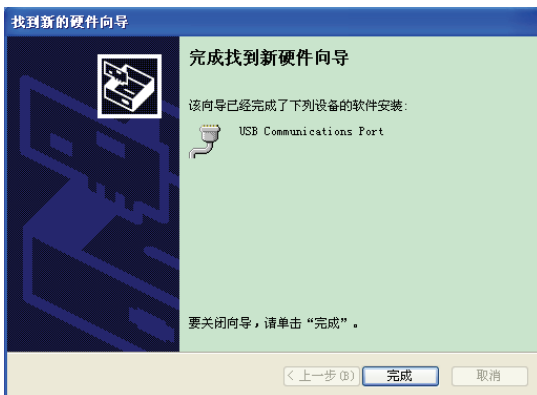 找到新的硬件向导
完成找到新硬件向导
该向导已经完成了下列设备的软件安装:
USB Communications Port
要关闭向导，请单击“完成”。
< 上一步(B) 完成 取消